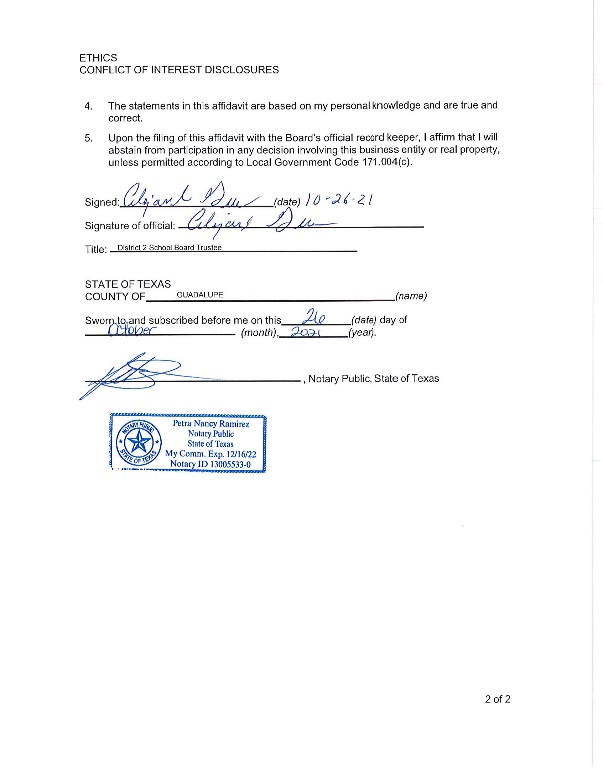 ETHICS
CONFLICT OF INTEREST DISCLOSURES
4. The statements in this affidavit are based on my personal knowledge and are true and
correct.
5. Upon the filing of this affidavit with the Board's official record keeper, I affirm that I will
abstain from participation in any decision involving this business entity or real property,
unless permitted according to Local Government Code 171.004(c).
Signed: (date) 10-26-21
Signature of official:
Title: District 2 School Board Trustee
STATE OF TEXAS
COUNTY OF GUADALUPE (name)
Sworn to and subscribed before me on this 26 (date) day of
October (month), 2021 (year).
, Notary Public, State of Texas
NOTARY PUBLIC
STATE OF TEXAS
Petra Nancy Ramirez
Notary Public
State of Texas
My Comm. Exp. 12/16/22
Notary ID 13005533-0
2 of 2